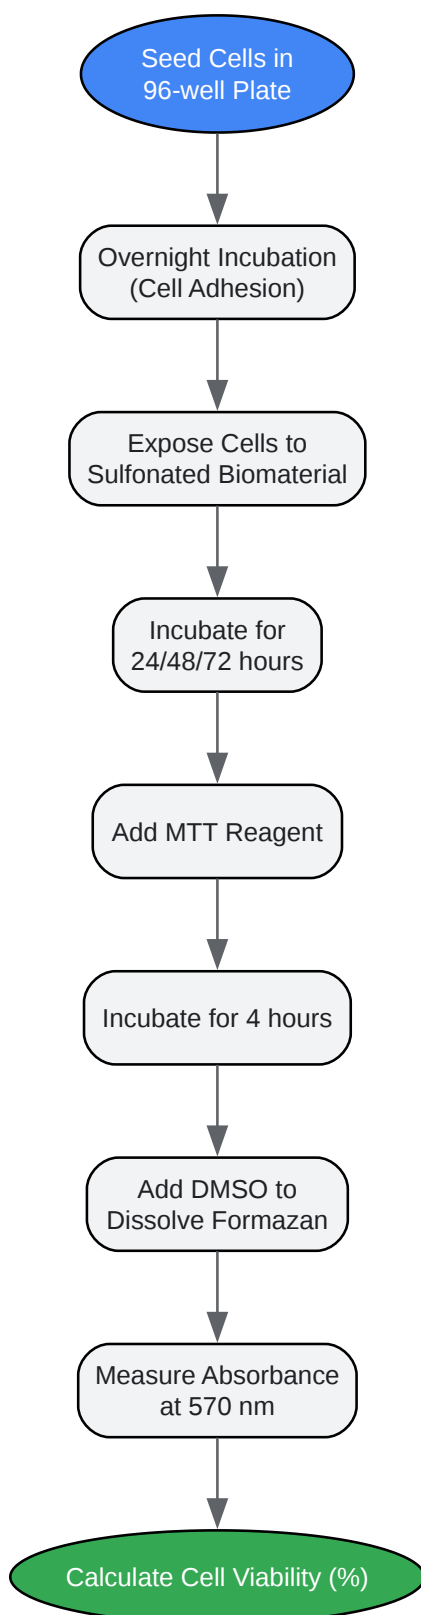 Seed Cells in
96-well Plate
Overnight Incubation
(Cell Adhesion)
Expose Cells to
Sulfonated Biomaterial
Incubate for
24/48/72 hours
Add MTT Reagent
Incubate for 4 hours
Add DMSO to
Dissolve Formazan
Measure Absorbance
at 570 nm
Calculate Cell Viability (%)